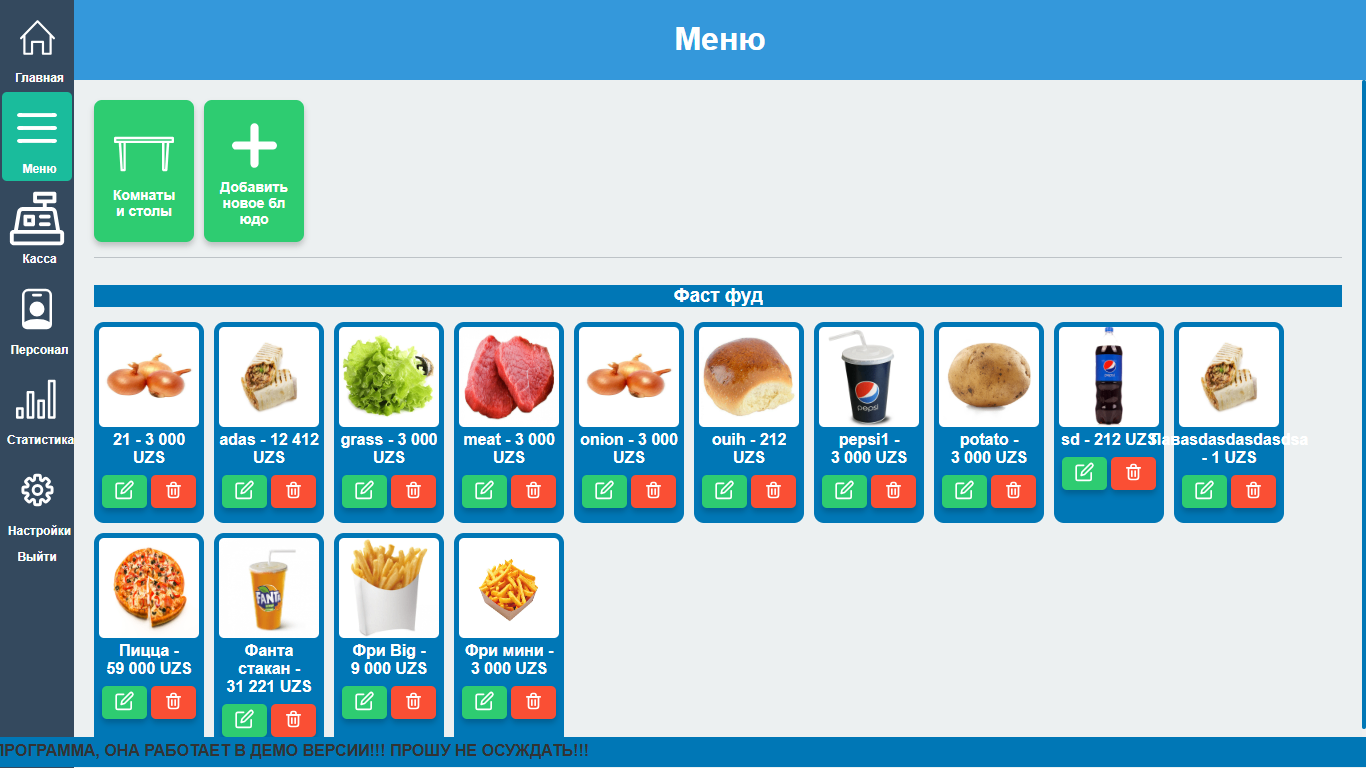 Меню
Главная
Меню
Касса
Персонал
Статистика
Настройки
Выйти
Комнаты
и столы
Добавить
новое бл
юдо
Фаст фуд
21 - 3 000
UZS
adas - 12 412
UZS
grass - 3 000
UZS
meat - 3 000
UZS
onion - 3 000
UZS
ouih - 212
UZS
pepsi1 -
3 000 UZS
potato -
3 000 UZS
sd - 212 UZS
- 1 UZS
Пицца -
59 000 UZS
Фанта
стакан -
31 221 UZS
Фри Big -
9 000 UZS
Фри мини -
3 000 UZS
pepsi
FANTA
ПРОГРАММА, ОНА РАБОТАЕТ В ДЕМО ВЕРСИИ!!! ПРОШУ НЕ ОСУЖДАТЬ!!!